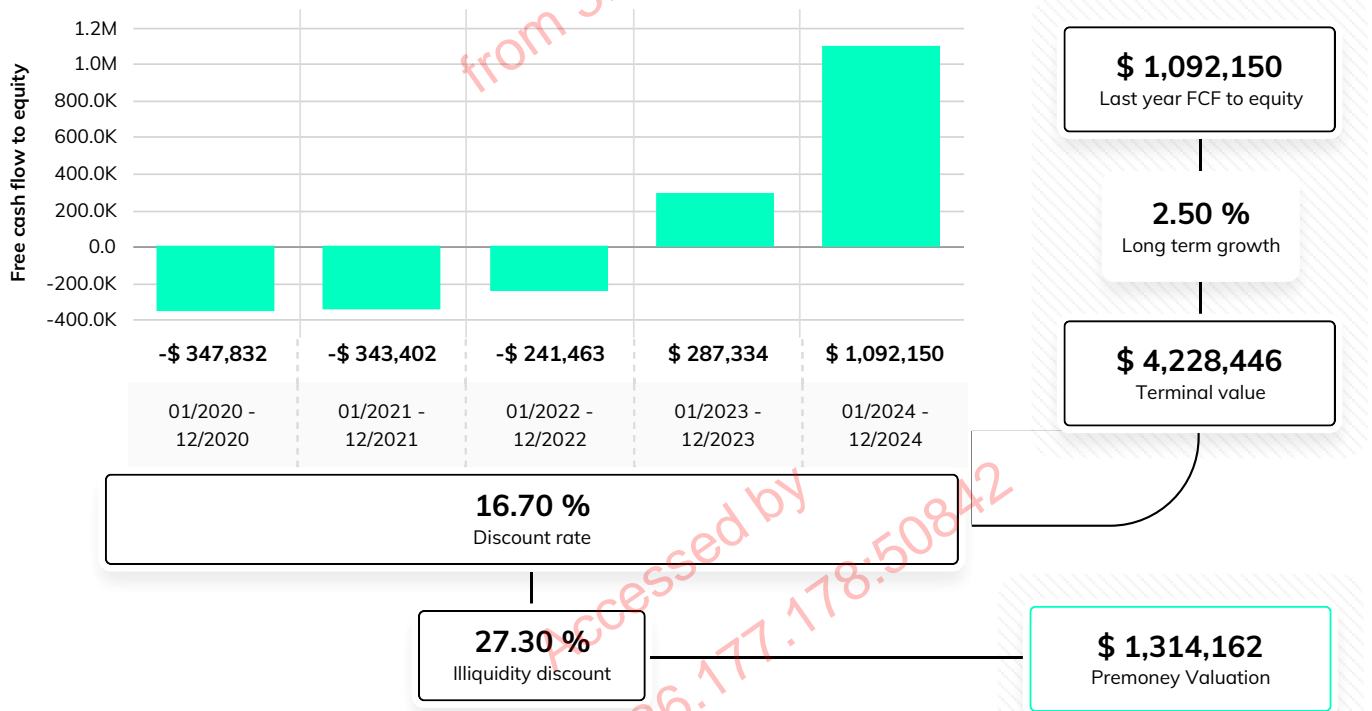 Free cash flow to equity
1.2M
1.0M
800.0K
600.0K
400.0K
200.0K
0.0
-200.0K
-400.0K
-$ 347,832
-$ 343,402
-$ 241,463
$ 287,334
$ 1,092,150
01/2020 -
12/2020
01/2021 -
12/2021
01/2022 -
12/2022
01/2023 -
12/2023
01/2024 -
12/2024
$ 1,092,150
Last year FCF to equity
2.50 %
Long term growth
$ 4,228,446
Terminal value
16.70 %
Discount rate
27.30 %
Illiquidity discount
$ 1,314,162
Premoney Valuation
from
Accessed by
6.177.178:50842